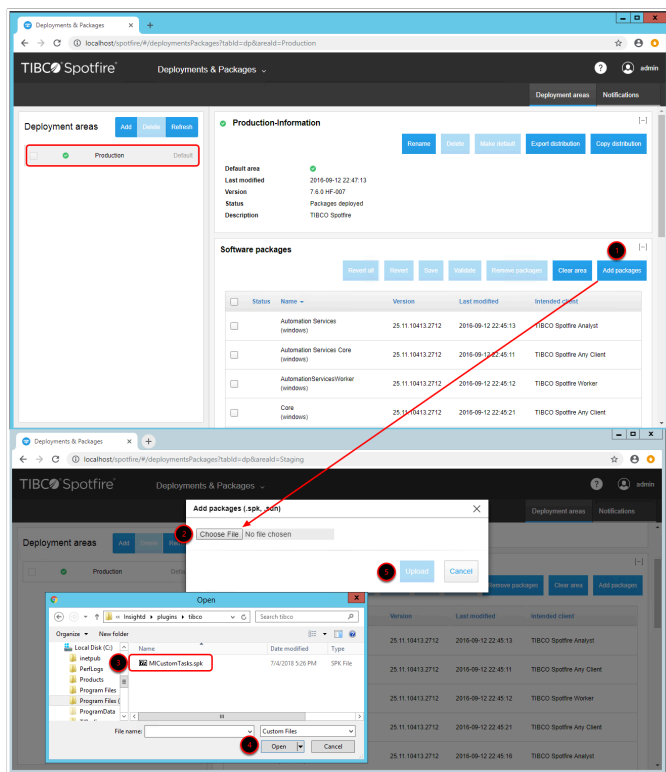 Deployments & Packages
localhost/spotfire/#/deploymentsPackages?tabId=dp&areaId=Production
TIBCO Spotfire® Deployments & Packages
? admin
Deployment areas Notifications
Deployment areas Add Delete Refresh
Production Default
Production-Information [–]
Rename Delete Make default Export distribution Copy distribution
Default area
Last modified 2016-09-12 22:47:13
Version 7.6.0 HF-007
Status Packages deployed
Description TIBCO Spotfire
Software packages 1 [–]
Revert all Revert Save Validate Remove packages Clear area Add packages
Status Name Version Last modified Intended client
Automation Services
(windows) 25.11.10413.2712 2016-09-12 22:45:13 TIBCO Spotfire Analyst
Automation Services Core
(windows) 25.11.10413.2712 2016-09-12 22:45:11 TIBCO Spotfire Any Client
AutomationServicesWorker
(windows) 25.11.10413.2712 2016-09-12 22:45:12 TIBCO Spotfire Worker
Core
(windows) 25.11.10413.2712 2016-09-12 22:45:21 TIBCO Spotfire Any Client
Deployments & Packages
localhost/spotfire/#/deploymentsPackages?tabId=dp&areaId=Staging
TIBCO Spotfire® Deployments & Packages
? admin
Deployment areas Notifications
Add packages (.spk, .sdn)
2 Choose File No file chosen
5 Upload Cancel
Deployment areas Add Delete
Production
[–]
Remove packages Clear area Add packages
Version Last modified Intended client
25.11.10413.2712 2016-09-12 22:45:13 TIBCO Spotfire Analyst
25.11.10413.2712 2016-09-12 22:45:11 TIBCO Spotfire Any Client
25.11.10413.2712 2016-09-12 22:45:12 TIBCO Spotfire Worker
25.11.10413.2712 2016-09-12 22:45:21 TIBCO Spotfire Any Client
25.11.10413.2712 2016-09-12 22:45:16 TIBCO Spotfire Analyst
Open
« Insightd ▸ plugins ▸ tibco Search tibco
Organize New folder
Local Disk (C:)
inetpub
PerfLogs
Products
Program Files
Program Files (
ProgramData
Name Date modified Type
3 MICustomTasks.spk 7/4/2018 5:26 PM SPK File
File name: Custom Files
4 Open Cancel